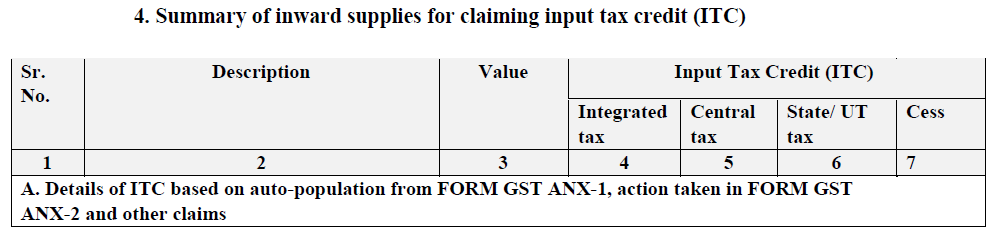 4. Summary of inward supplies for claiming input tax credit (ITC)
Sr. No.
Description
Value
Input Tax Credit (ITC)
Integrated tax
Central tax
State/ UT tax
Cess
1 2 3 4 5 6 7
A. Details of ITC based on auto-population from FORM GST ANX-1, action taken in FORM GST
ANX-2 and other claims